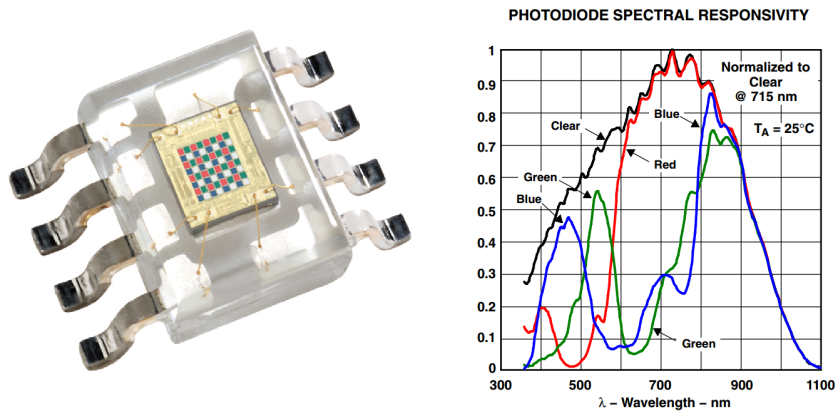 PHOTODIODE SPECTRAL RESPONSIVITY
1
0.9
0.8
0.7
0.6
0.5
0.4
0.3
0.2
0.1
0
Normalized to
Clear
@ 715 nm
T_A = 25°C
Blue
Clear
Red
Green
Blue
Green
300 500 700 900 1100
λ – Wavelength – nm